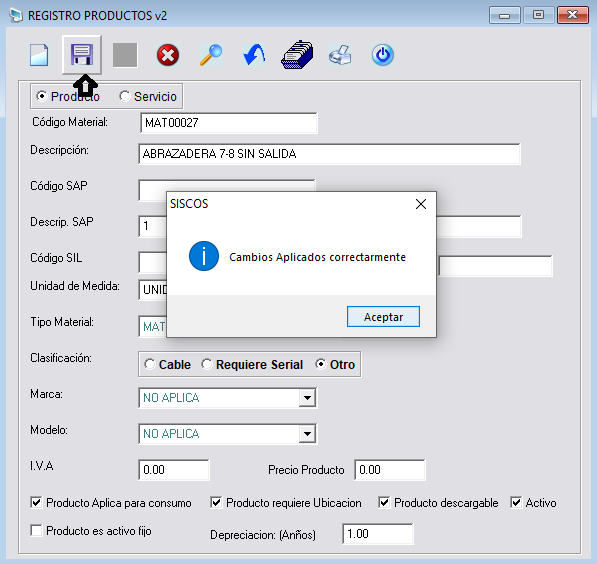 REGISTRO PRODUCTOS v2
Producto Servicio
Código Material: MAT00027
Descripción: ABRAZADERA 7-8 SIN SALIDA
Código SAP
SISCOS
Descrip. SAP 1
Cambios Aplicados correctarmente
Código SIL
Unidad de Medida:
Aceptar
Tipo Material:
Clasificación: Cable Requiere Serial Otro
Marca: NO APLICA
Modelo: NO APLICA
I.V.A 0.00 Precio Producto 0.00
Producto Aplica para consumo Producto requiere Ubicacion Producto descargable Activo
Producto es activo fijo Depreciacion: (Anños) 1.00